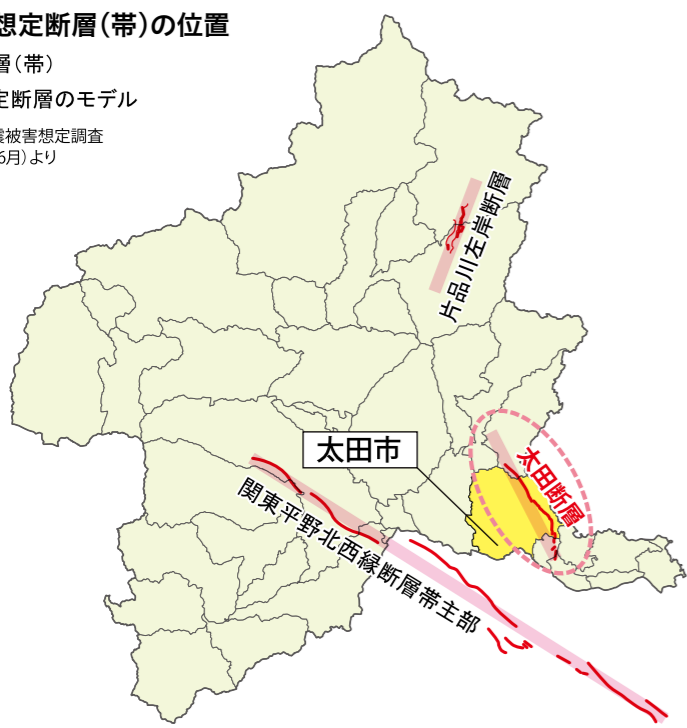 想定断層（帯）の位置
層（帯）
定断層のモデル
震被害想定調査
6月）より
片品川左岸断層
太田市
太田断層
関東平野北西縁断層帯主部